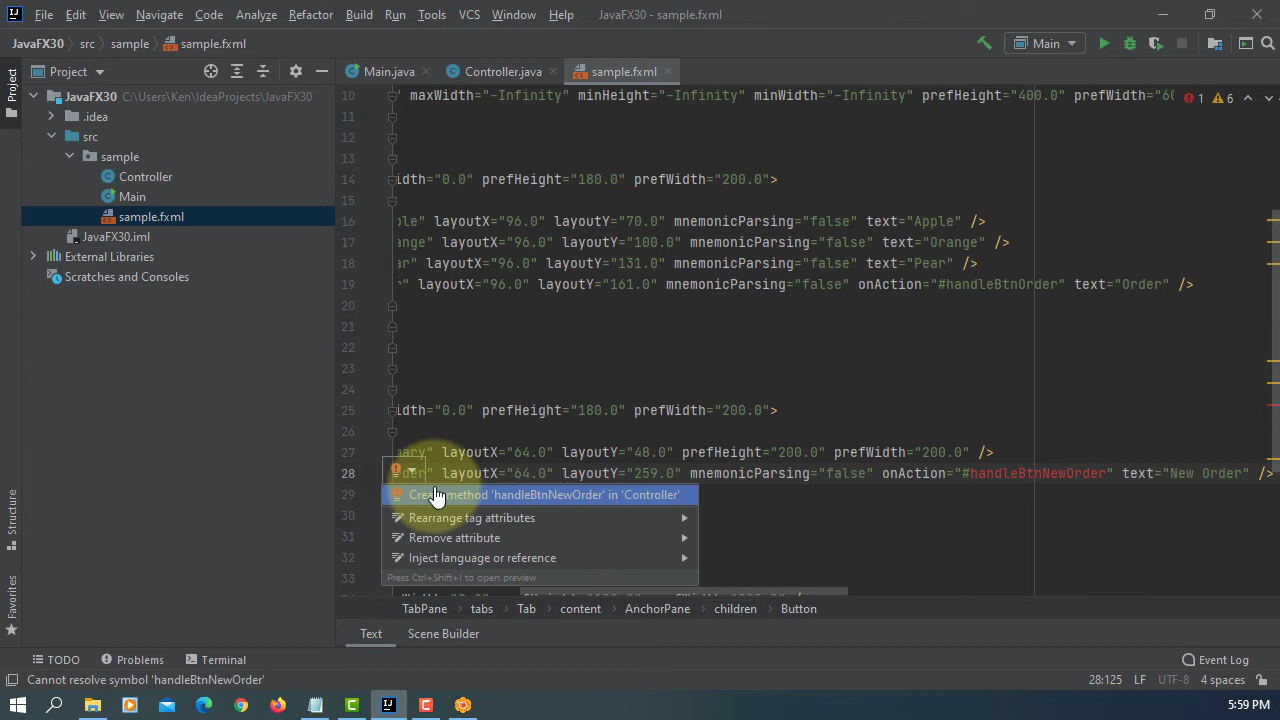 File Edit View Navigate Code Analyze Refactor Build Run Tools VCS Window Help JavaFX30 - sample.fxml
JavaFX30 src sample sample.fxml Main
Project Main.java Controller.java sample.fxml
Project
JavaFX30 C:\Users\Ken\IdeaProjects\JavaFX30
.idea
src
sample
Controller
Main
sample.fxml
JavaFX30.iml
External Libraries
Scratches and Consoles
Structure
Favorites
1 6
10 maxWidth="-Infinity" minHeight="-Infinity" minWidth="-Infinity" prefHeight="400.0" prefWidth="60
11
12
13
14 idth="0.0" prefHeight="180.0" prefWidth="200.0">
15
16 ple" layoutX="96.0" layoutY="70.0" mnemonicParsing="false" text="Apple" />
17 ange" layoutX="96.0" layoutY="100.0" mnemonicParsing="false" text="Orange" />
18 ar" layoutX="96.0" layoutY="131.0" mnemonicParsing="false" text="Pear" />
19 " layoutX="96.0" layoutY="161.0" mnemonicParsing="false" onAction="#handleBtnOrder" text="Order" />
20
21
22
23
24
25 idth="0.0" prefHeight="180.0" prefWidth="200.0">
26
27 mary" layoutX="64.0" layoutY="48.0" prefHeight="200.0" prefWidth="200.0" />
28 der" layoutX="64.0" layoutY="259.0" mnemonicParsing="false" onAction="#handleBtnNewOrder" text="New Order" />
29
30
31
32
33
method 'handleBtnNewOrder' in 'Controller'
Rearrange tag attributes
Remove attribute
Inject language or reference
Press Ctrl+Shift+I to open preview
TabPane tabs Tab content AnchorPane children Button
Text Scene Builder
TODO Problems Terminal Event Log
Cannot resolve symbol 'handleBtnNewOrder' 28:125 LF UTF-8 4 spaces
5:59 PM